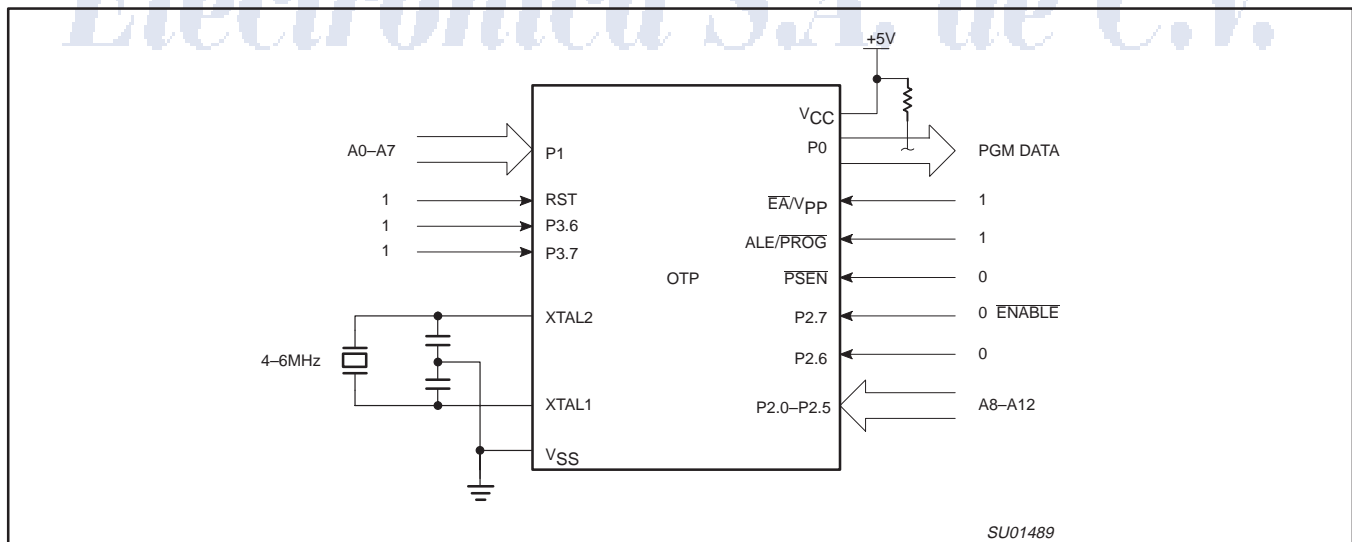 Electrónica S.A. de C.V.
+5V
VCC
A0–A7
P1
P0
PGM DATA
1
RST
EA/VPP
1
1
P3.6
ALE/PROG
1
1
P3.7
OTP
PSEN
0
XTAL2
P2.7
0 ENABLE
4–6MHz
P2.6
0
XTAL1
P2.0–P2.5
A8–A12
VSS
SU01489